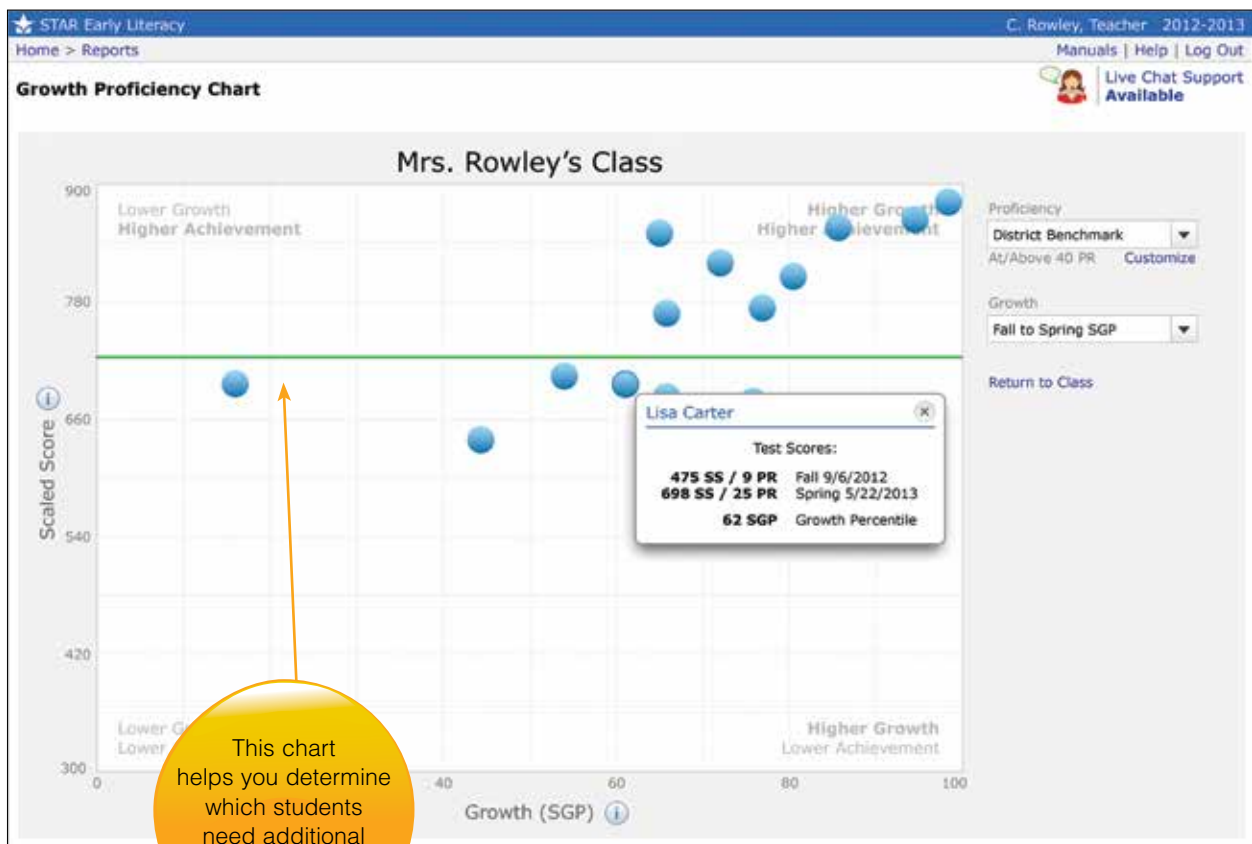 STAR Early Literacy
C. Rowley, Teacher 2012-2013
Home > Reports
Manuals | Help | Log Out
Growth Proficiency Chart
Live Chat Support
Available
Mrs. Rowley's Class
900
Lower Growth
Higher Achievement
Higher
Higher
Proficiency
District Benchmark
At/Above 40 PR Customize
780
Growth
Fall to Spring SGP
Return to Class
660
Scaled Score
Lisa Carter
Test Scores:
475 SS / 9 PR Fall 9/6/2012
698 SS / 25 PR Spring 5/22/2013
62 SGP Growth Percentile
540
420
Lower
Lower
Higher Growth
Lower Achievement
300
0
40
60
80
100
Growth (SGP)
This chart
helps you determine
which students
need additional